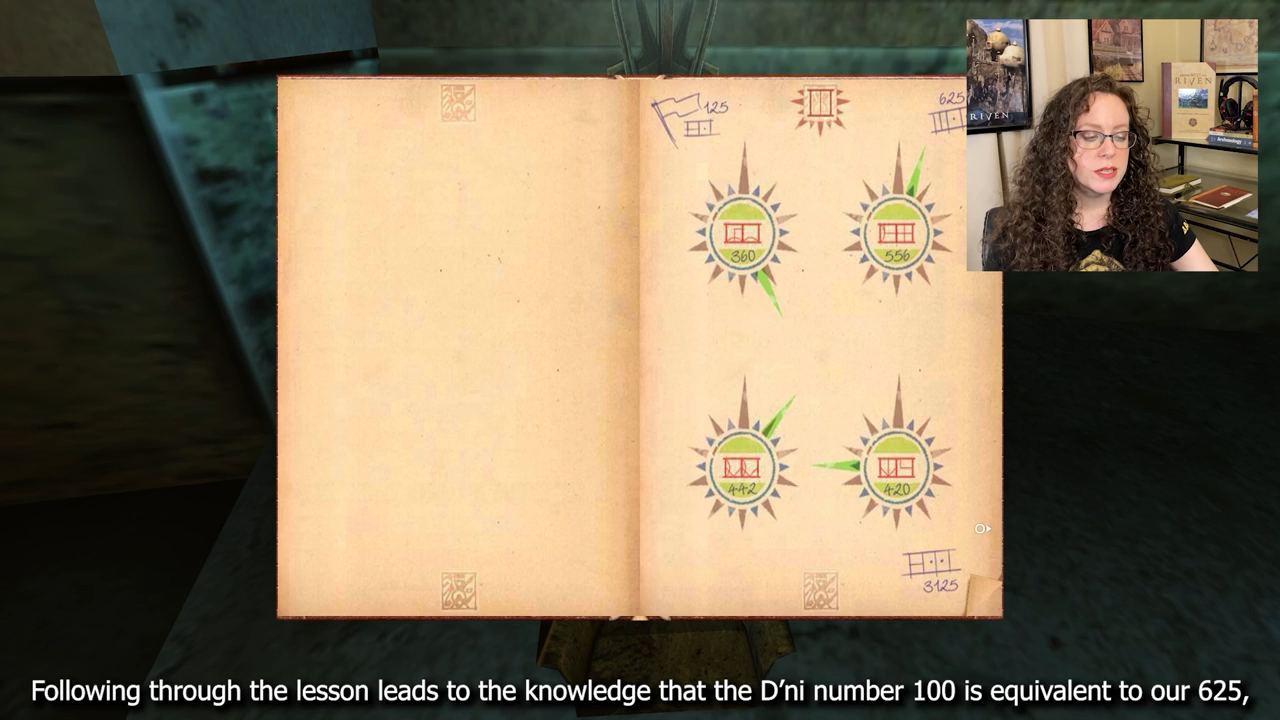 125
625
RIVEN
RIVEN
360
556
442
420
3125
Following through the lesson leads to the knowledge that the D’ni number 100 is equivalent to our 625,